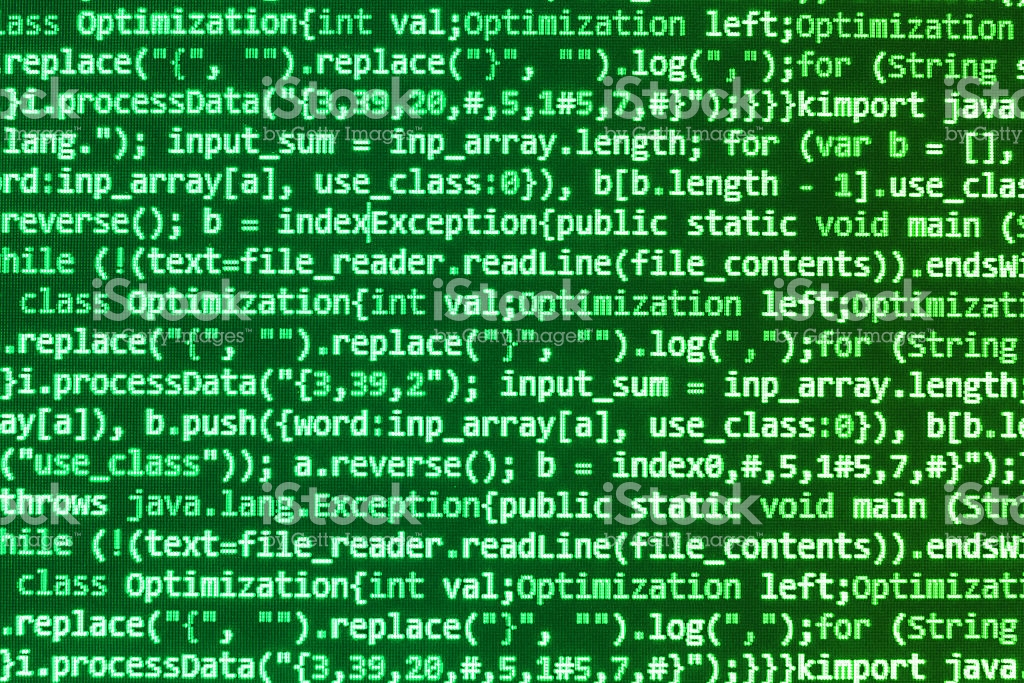 lass Optimization{int val;Optimization left;Optimization
.replace("{", "").replace("}", "").log(",");for (String s
}i.processData("{3,39,20,#,5,1#5,7,#}");}}}kimport java.
lang."); input_sum = inp_array.length; for (var b = [],
ord:inp_array[a], use_class:0}), b[b.length - 1].use_clas
reverse(); b = indexException{public static void main (S
hile (!(text=file_reader.readLine(file_contents)).endsWi
class Optimization{int val;Optimization left;Optimizati
.replace("{", "").replace("}", "").log(",");for (String
}i.processData("{3,39,2"); input_sum = inp_array.length;
ay[a]), b.push({word:inp_array[a], use_class:0}), b[b.le
("use_class")); a.reverse(); b = index0,#,5,1#5,7,#}");}
throws java.lang.Exception{public static void main (Stri
hile (!(text=file_reader.readLine(file_contents)).endsWi
class Optimization{int val;Optimization left;Optimizati
.replace("{", "").replace("}", "").log(",");for (String
}i.processData("{3,39,20,#,5,1#5,7,#}");}}}kimport java.
iStock
by Getty Images™